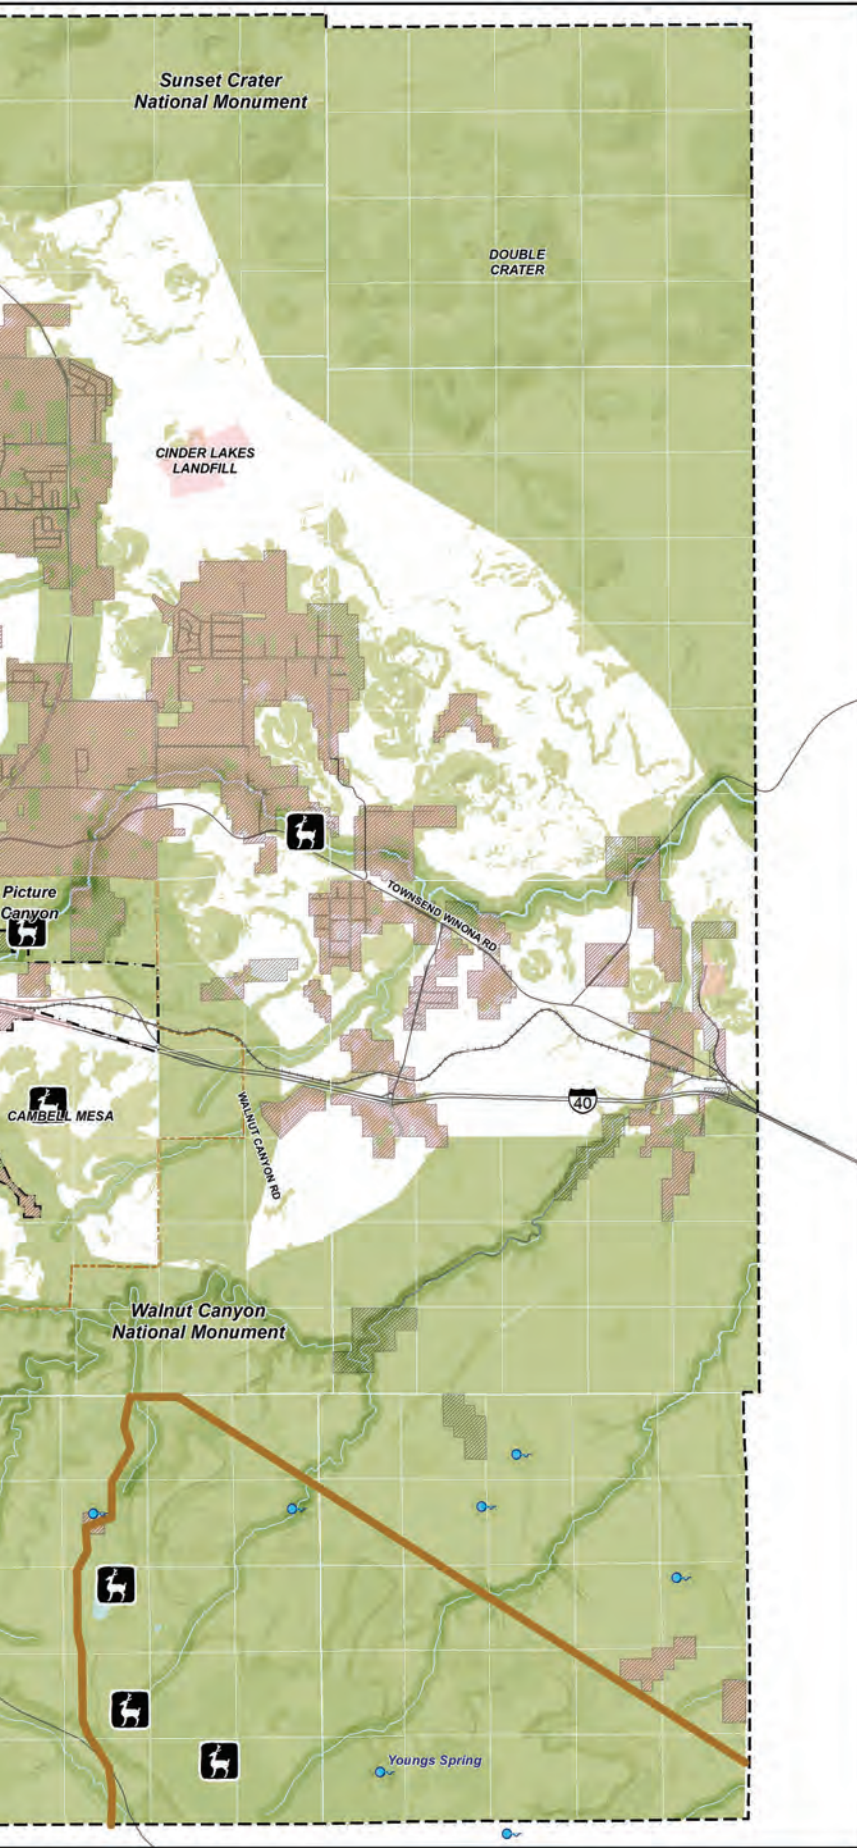 Sunset Crater
National Monument
DOUBLE
CRATER
CINDER LAKES
LANDFILL
Picture
Canyon
TOWNSEND WINONA RD
40
CAMBELL MESA
WALNUT CANYON RD
Walnut Canyon
National Monument
Youngs Spring